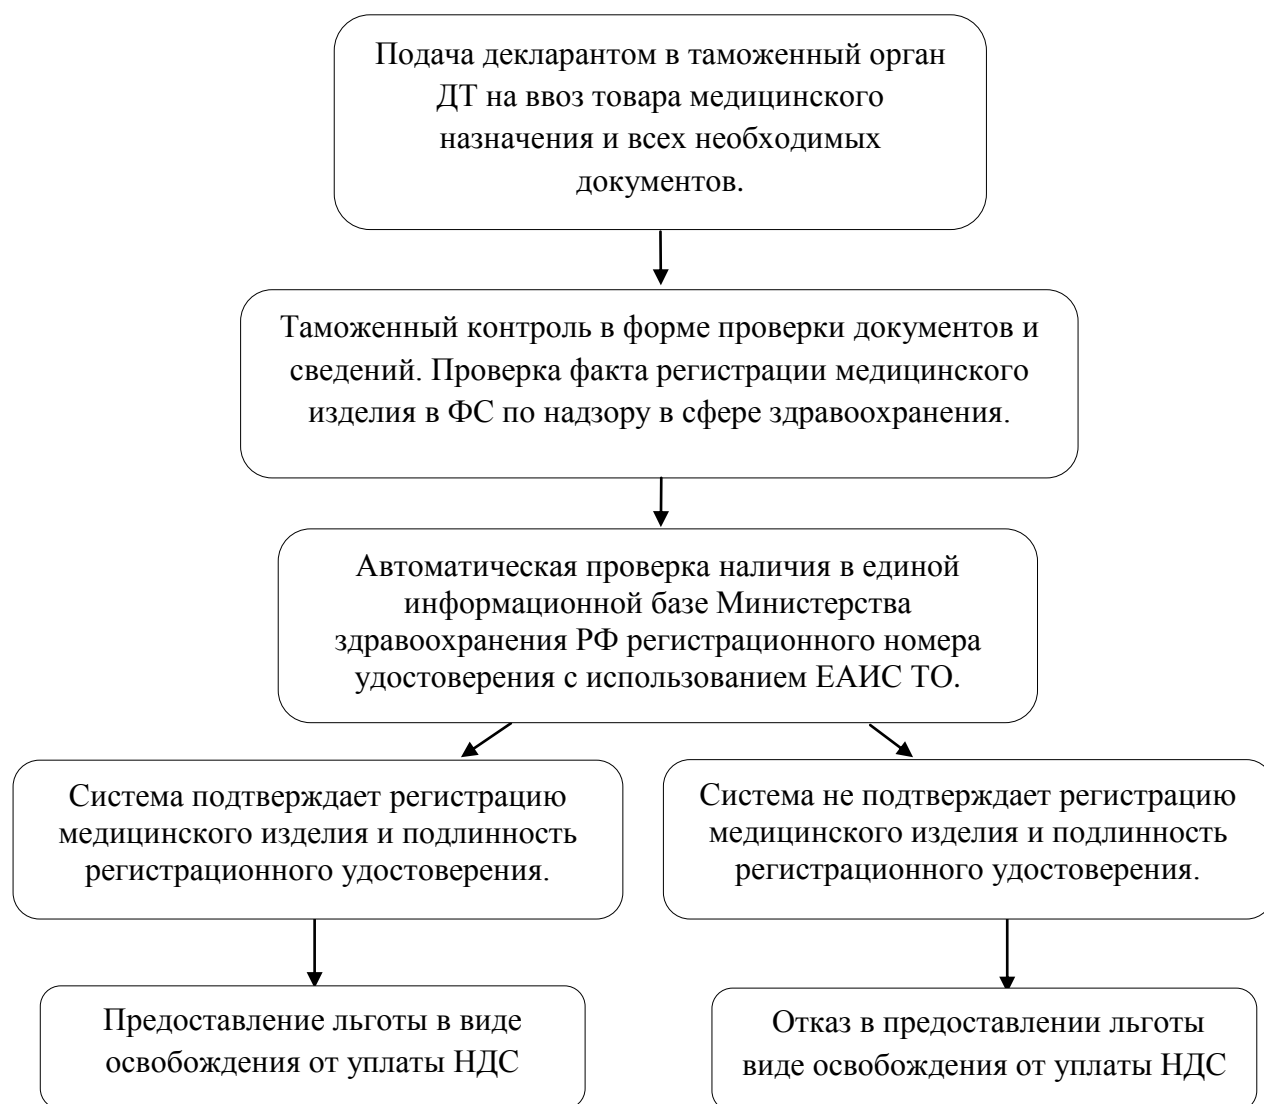 Подача декларантом в таможенный орган
ДТ на ввоз товара медицинского
назначения и всех необходимых
документов.
Таможенный контроль в форме проверки документов и
сведений. Проверка факта регистрации медицинского
изделия в ФС по надзору в сфере здравоохранения.
Автоматическая проверка наличия в единой
информационной базе Министерства
здравоохранения РФ регистрационного номера
удостоверения с использованием ЕАИС ТО.
Система подтверждает регистрацию
медицинского изделия и подлинность
регистрационного удостоверения.
Система не подтверждает регистрацию
медицинского изделия и подлинность
регистрационного удостоверения.
Предоставление льготы в виде
освобождения от уплаты НДС
Отказ в предоставлении льготы
виде освобождения от уплаты НДС